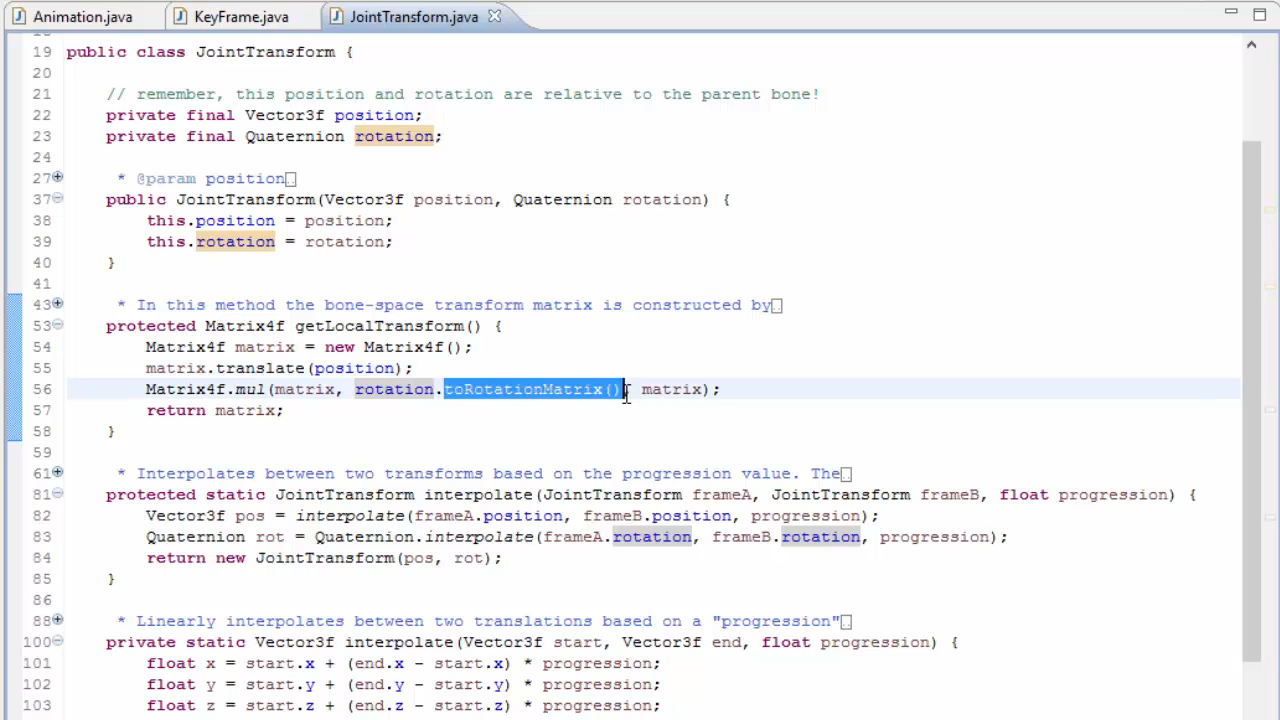 Animation.java KeyFrame.java JointTransform.java
19 public class JointTransform {
20
21 // remember, this position and rotation are relative to the parent bone!
22 private final Vector3f position;
23 private final Quaternion rotation;
24
27 * @param position
37 public JointTransform(Vector3f position, Quaternion rotation) {
38 this.position = position;
39 this.rotation = rotation;
40 }
41
43 * In this method the bone-space transform matrix is constructed by
53 protected Matrix4f getLocalTransform() {
54 Matrix4f matrix = new Matrix4f();
55 matrix.translate(position);
56 Matrix4f.mul(matrix, rotation.toRotationMatrix(), matrix);
57 return matrix;
58 }
59
61 * Interpolates between two transforms based on the progression value. The
81 protected static JointTransform interpolate(JointTransform frameA, JointTransform frameB, float progression) {
82 Vector3f pos = interpolate(frameA.position, frameB.position, progression);
83 Quaternion rot = Quaternion.interpolate(frameA.rotation, frameB.rotation, progression);
84 return new JointTransform(pos, rot);
85 }
86
88 * Linearly interpolates between two translations based on a "progression"
100 private static Vector3f interpolate(Vector3f start, Vector3f end, float progression) {
101 float x = start.x + (end.x - start.x) * progression;
102 float y = start.y + (end.y - start.y) * progression;
103 float z = start.z + (end.z - start.z) * progression;